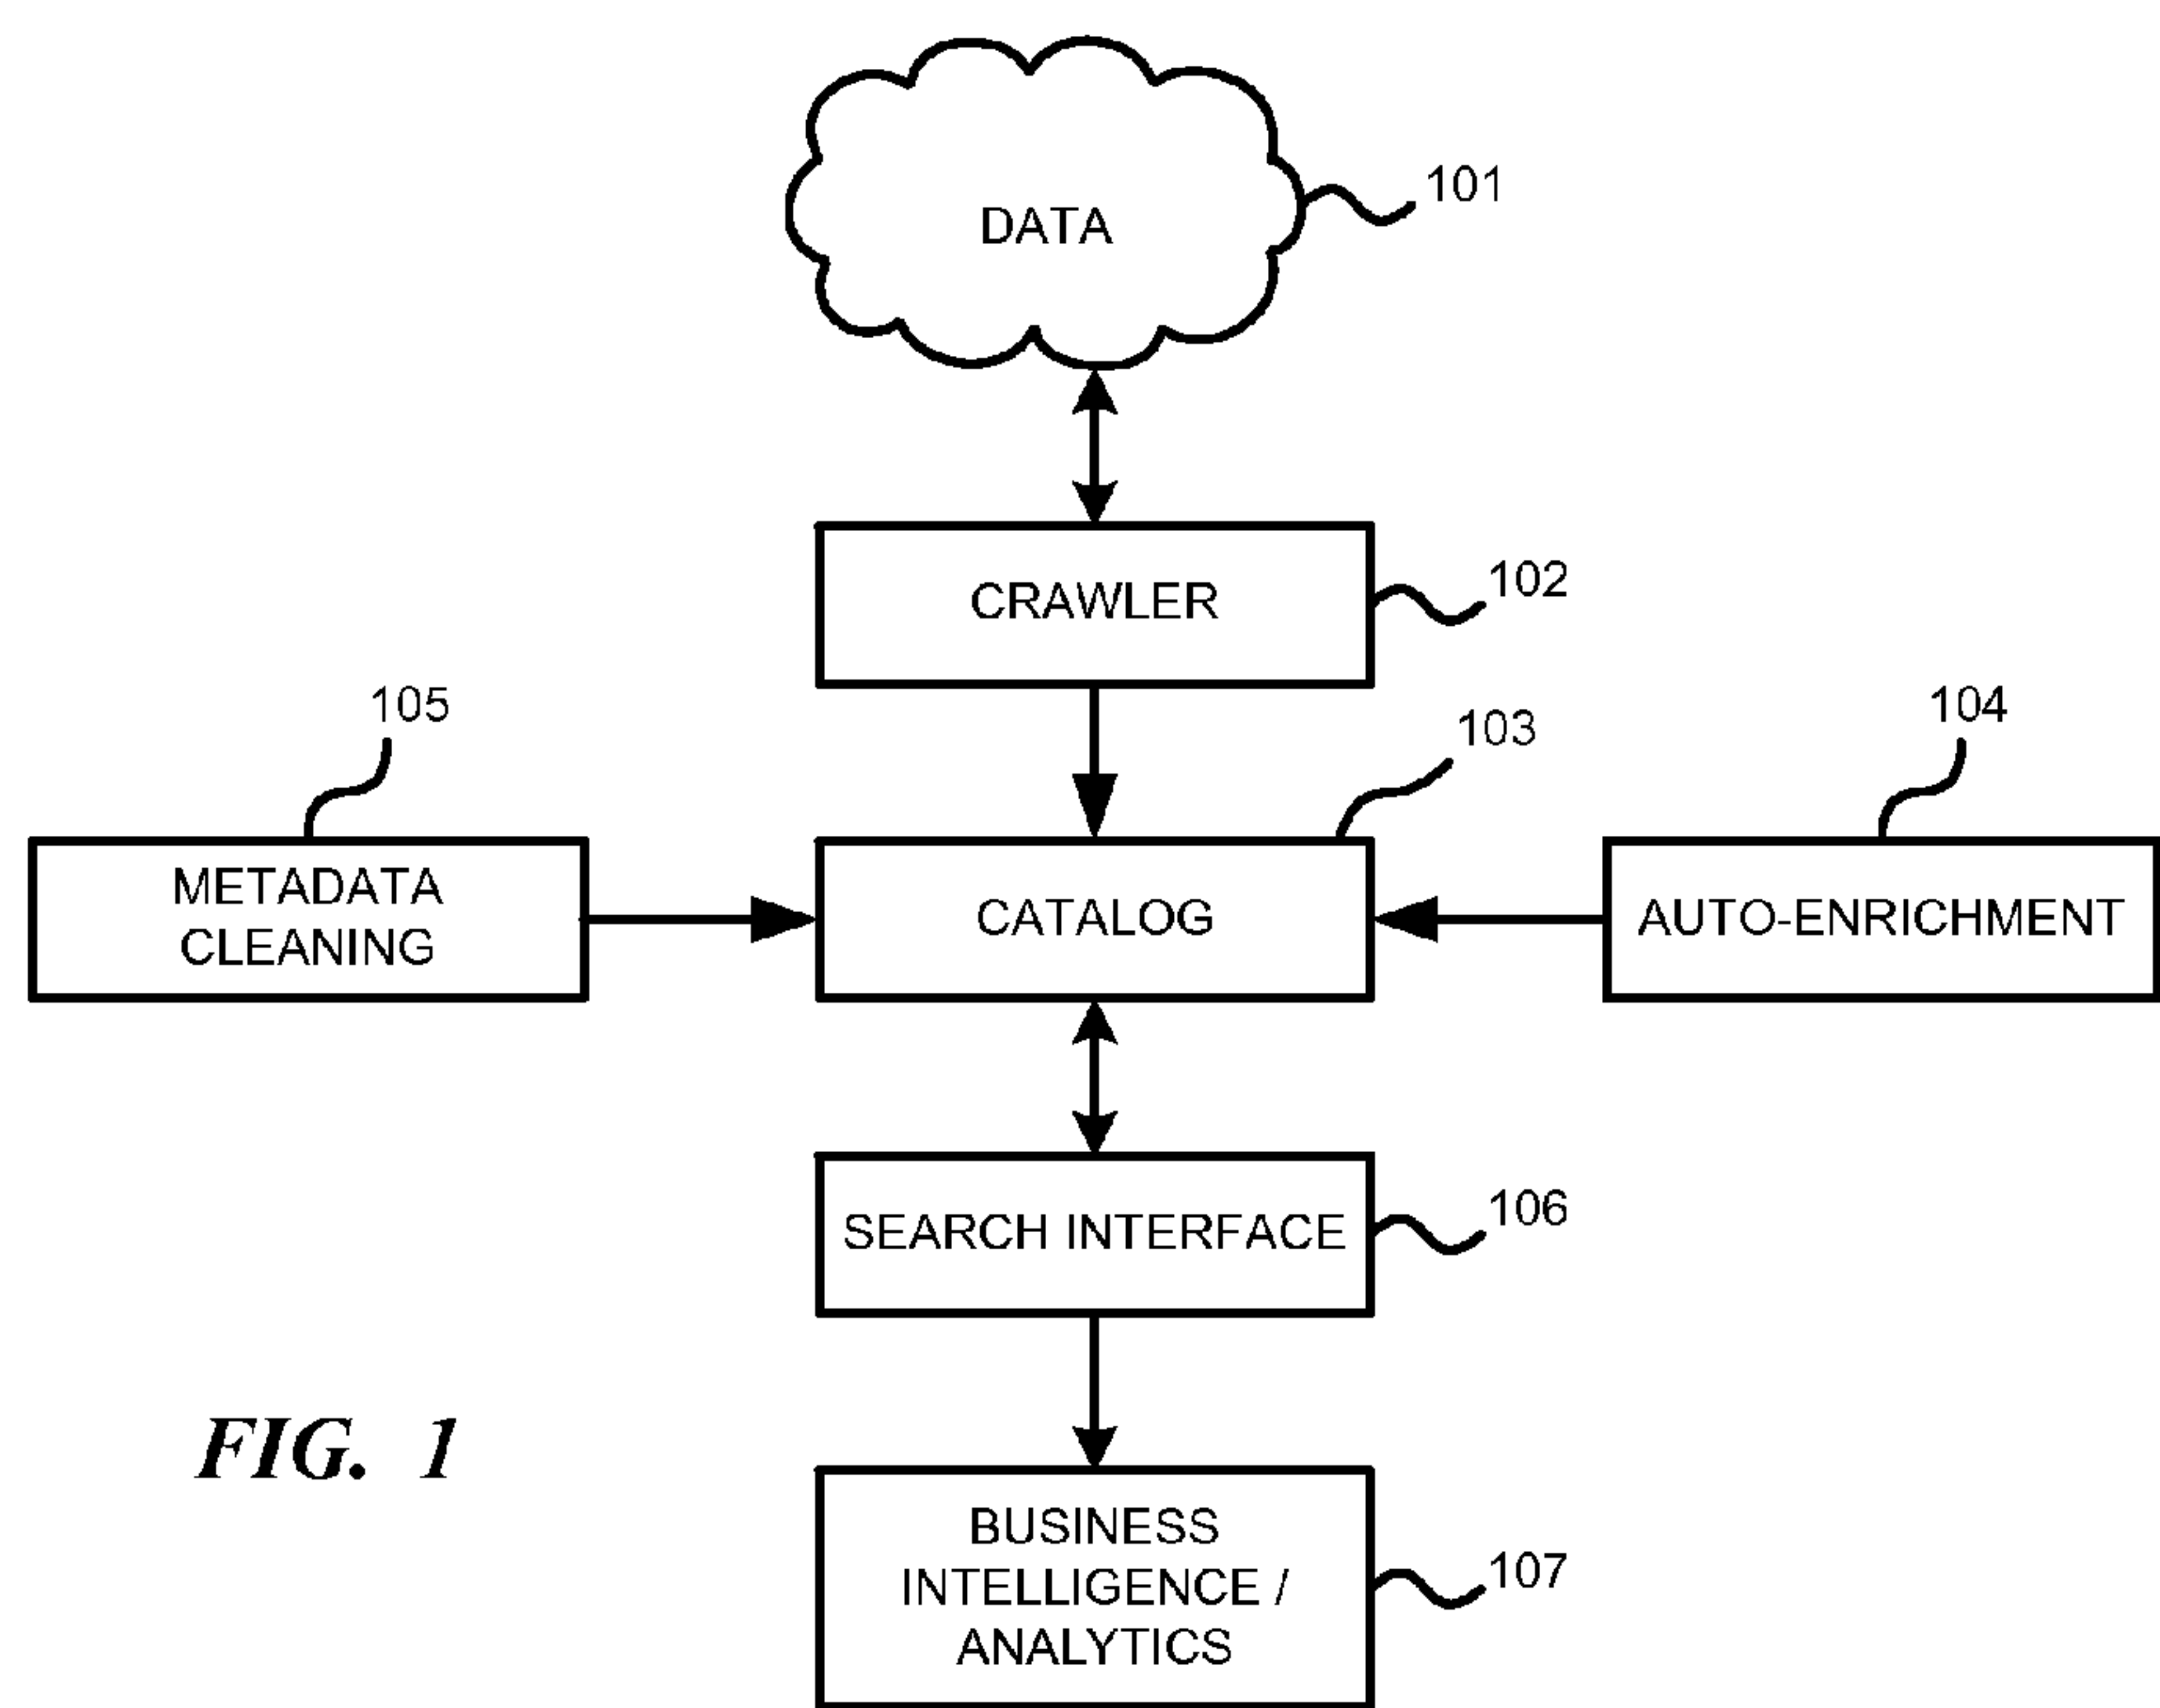 DATA
101
CRAWLER
102
105
103
104
METADATA
CLEANING
CATALOG
AUTO-ENRICHMENT
SEARCH INTERFACE
106
FIG. 1
BUSINESS
INTELLIGENCE /
ANALYTICS
107